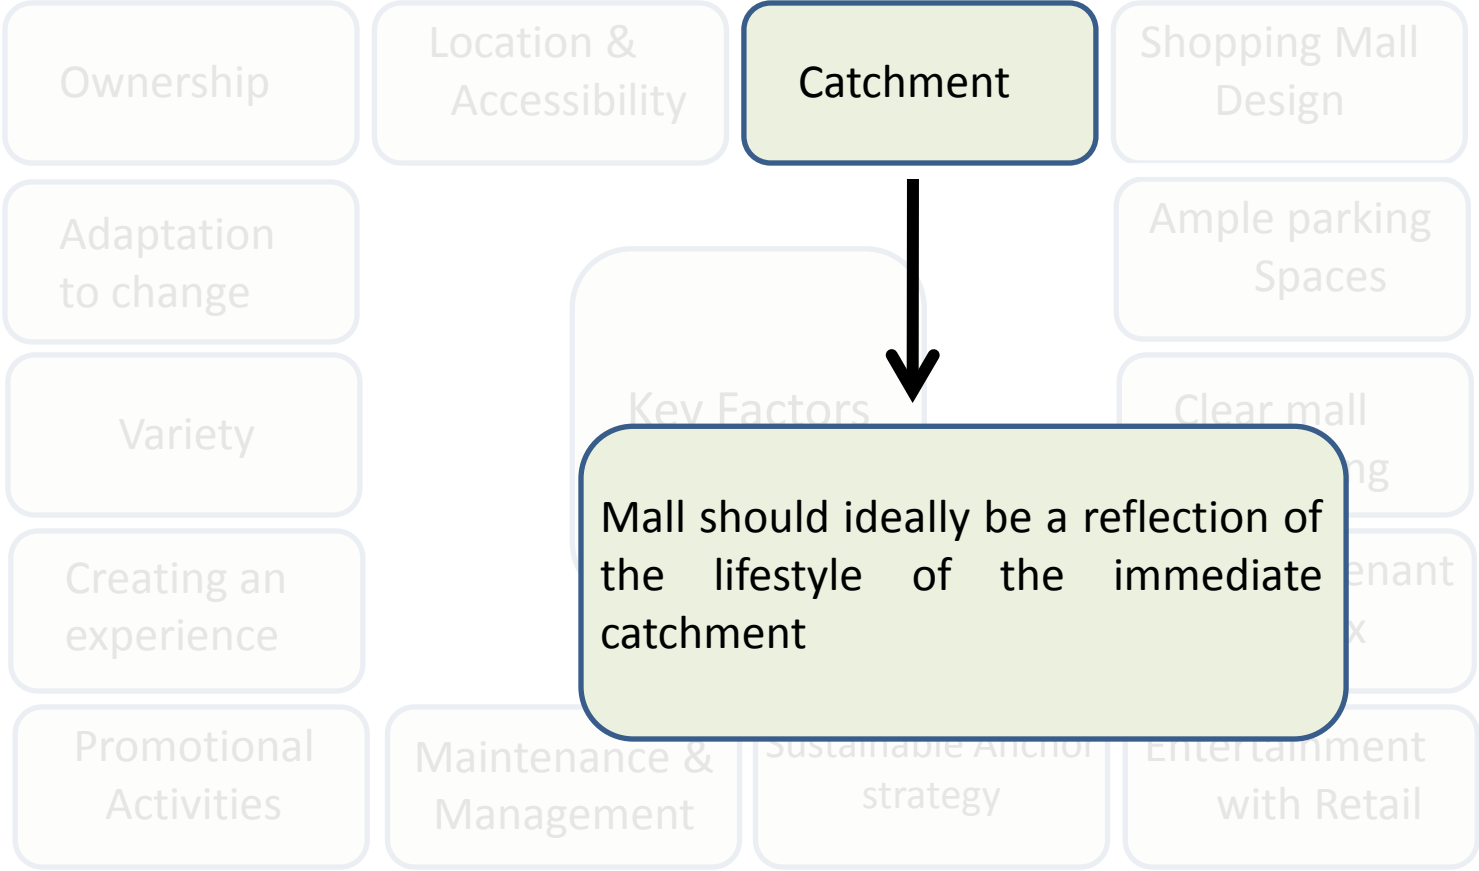 Ownership
Location &
Accessibility
Catchment
Shopping Mall
Design
Adaptation
to change
Ample parking
Spaces
Key Factors
Variety
Clear mall
Mall should ideally be a reflection of
the lifestyle of the immediate
catchment
Creating an
experience
Promotional
Activities
Maintenance &
Management
Sustainable Anchor
strategy
Entertainment
with Retail